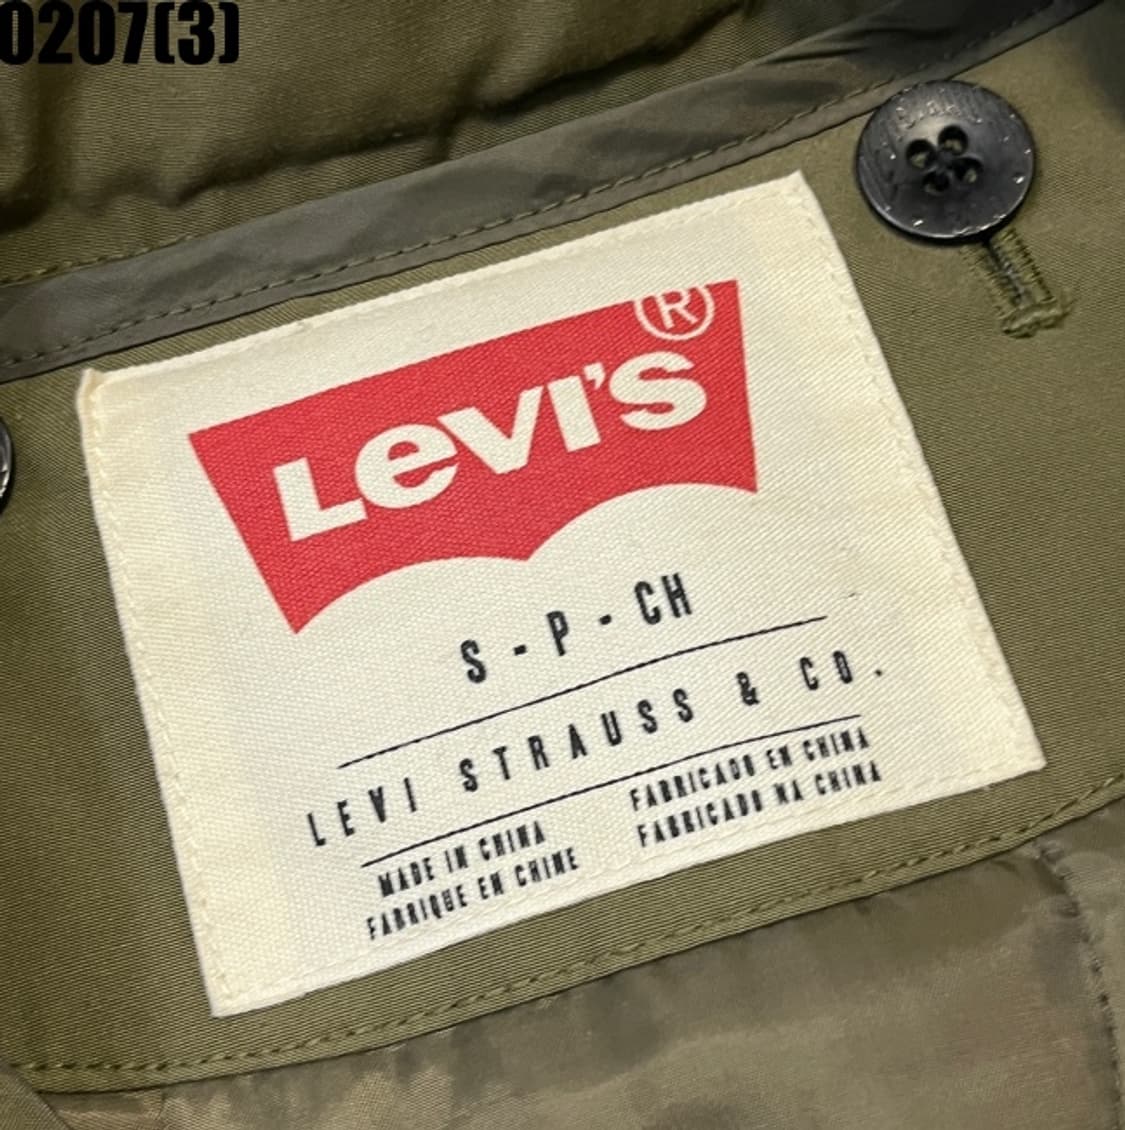 0207(3)
LEVI'S®
S - P - CH
LEVI STRAUSS & CO.
MADE IN CHINA
FABRIQUE EN CHINE
FABRICADO EN CHINA
FABRICADO NA CHINA